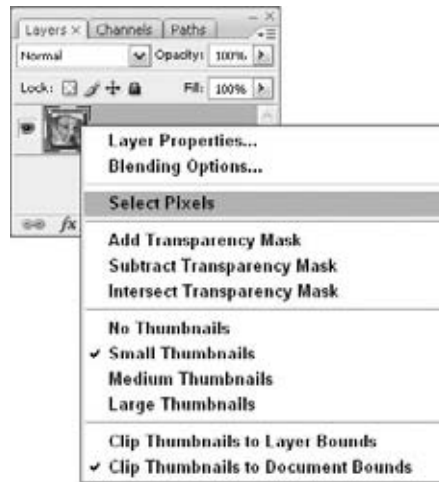 Layers × Channels Paths
Normal Opacity: 100%
Lock: Fill: 100%
Layer Properties...
Blending Options...
Select Pixels
Add Transparency Mask
Subtract Transparency Mask
Intersect Transparency Mask
No Thumbnails
✓ Small Thumbnails
Medium Thumbnails
Large Thumbnails
Clip Thumbnails to Layer Bounds
✓ Clip Thumbnails to Document Bounds
fx